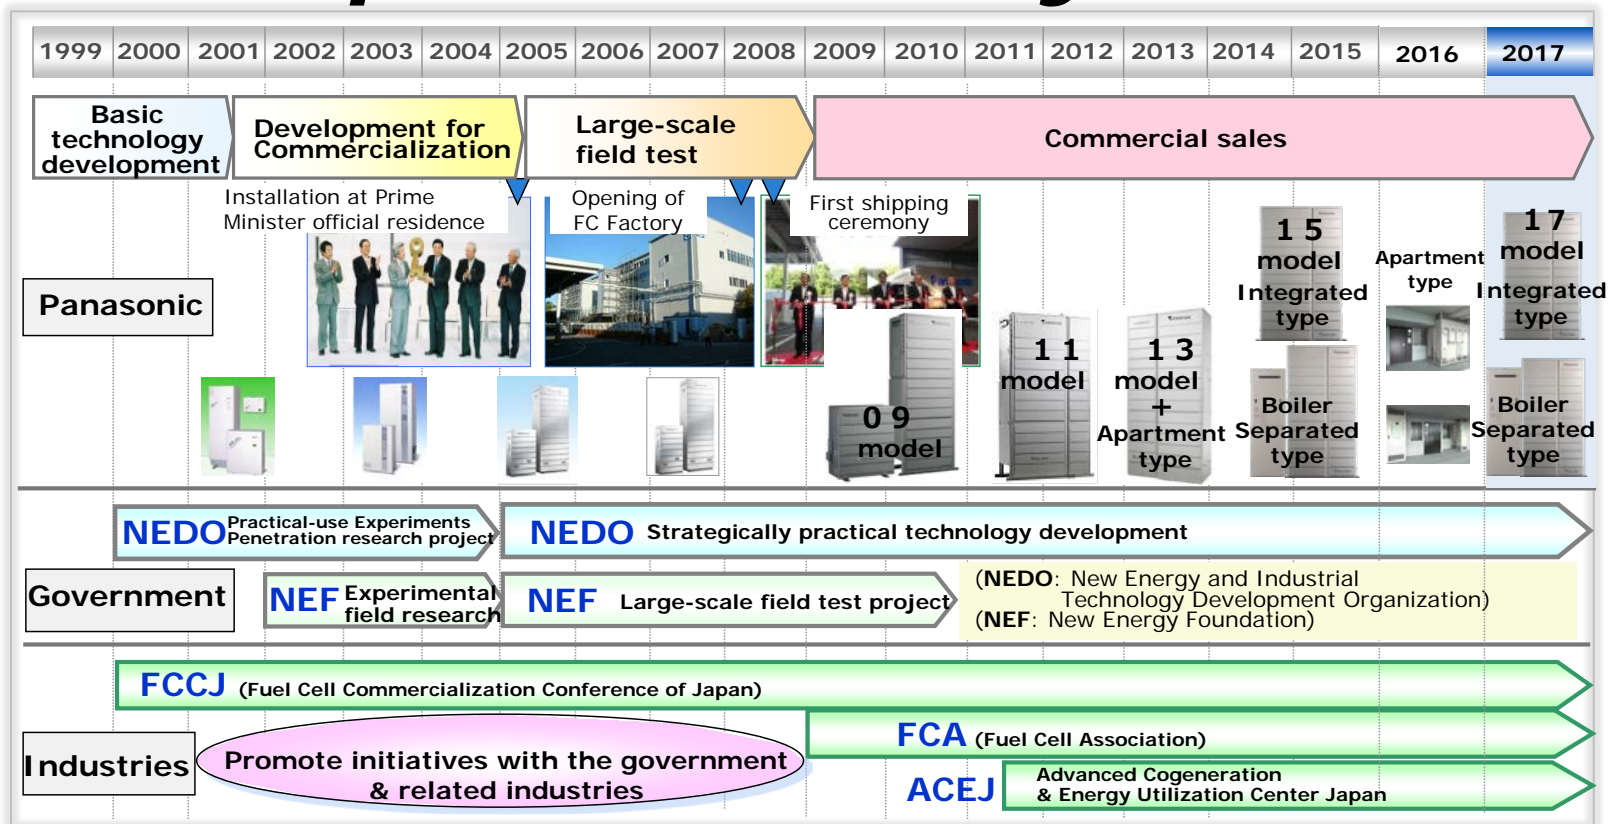 1999 2000 2001 2002 2003 2004 2005 2006 2007 2008 2009 2010 2011 2012 2013 2014 2015 2016 2017
Basic
technology
development
Development for
Commercialization
Large-scale
field test
Commercial sales
Installation at Prime
Minister official residence
Opening of
FC Factory
First shipping
ceremony
Panasonic
09
model
11
model
13
model
+
Apartment
type
15
model
Integrated
type
Boiler
Separated
type
Apartment
type
17
model
Integrated
type
Boiler
Separated
type
Government
NEDO Practical-use Experiments
Penetration research project
NEDO Strategically practical technology development
NEF Experimental
field research
NEF Large-scale field test project
(NEDO: New Energy and Industrial
Technology Development Organization)
(NEF: New Energy Foundation)
Industries
FCCJ (Fuel Cell Commercialization Conference of Japan)
FCA (Fuel Cell Association)
Promote initiatives with the government
& related industries
ACEJ Advanced Cogeneration
& Energy Utilization Center Japan